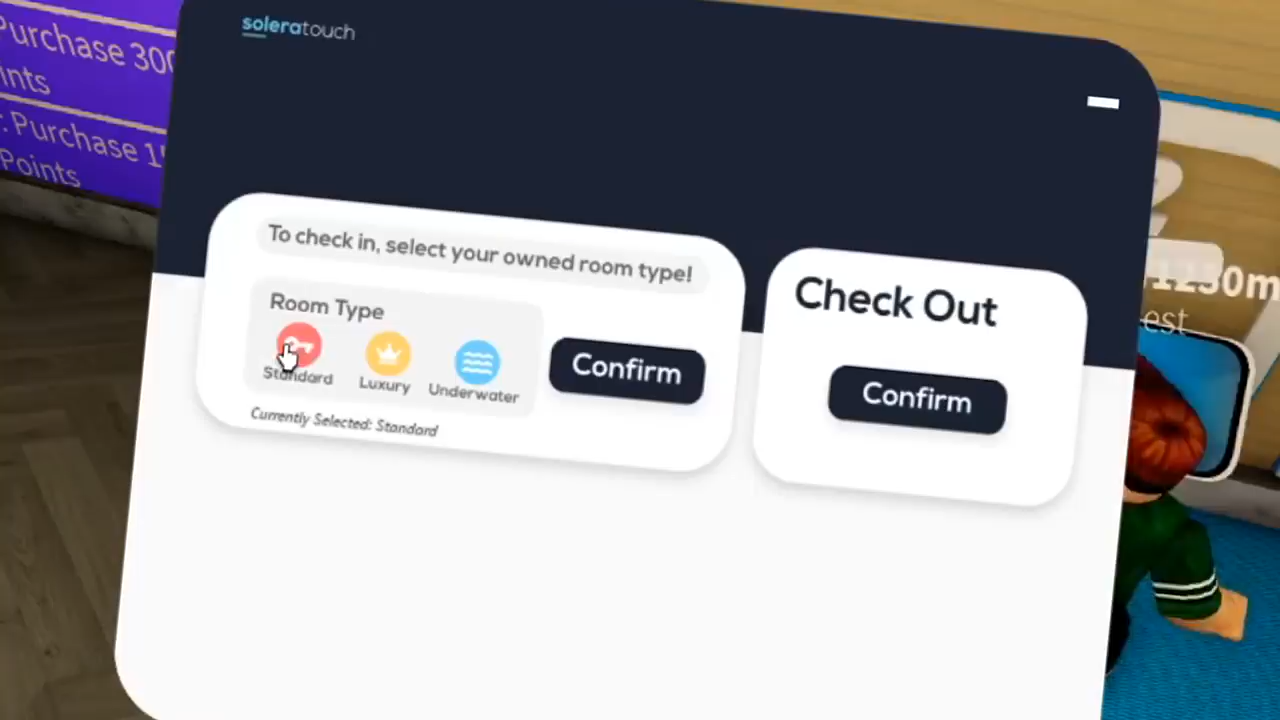 soleratouch
Purchase 300
ints
: Purchase 1
Points
To check in, select your owned room type!
Room Type
Standard
Luxury
Underwater
Confirm
Currently Selected: Standard
Check Out
Confirm
est